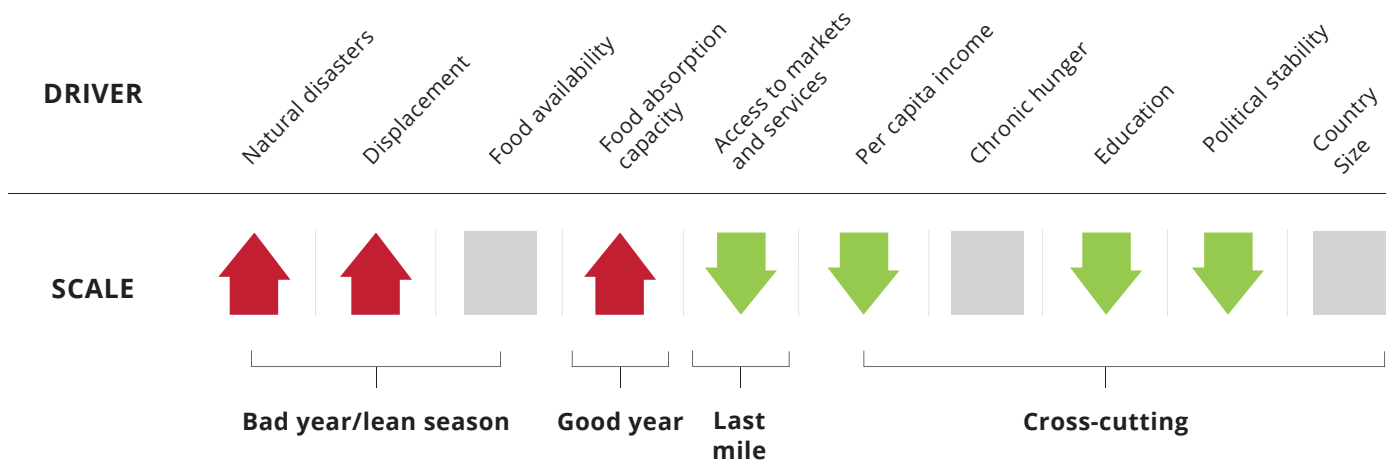 DRIVER
Natural disasters
Displacement
Food availability
Food absorption
capacity
Access to markets
and services
Per capita income
Chronic hunger
Education
Political stability
Country
Size
SCALE
Bad year/lean season
Good year
Last
mile
Cross-cutting